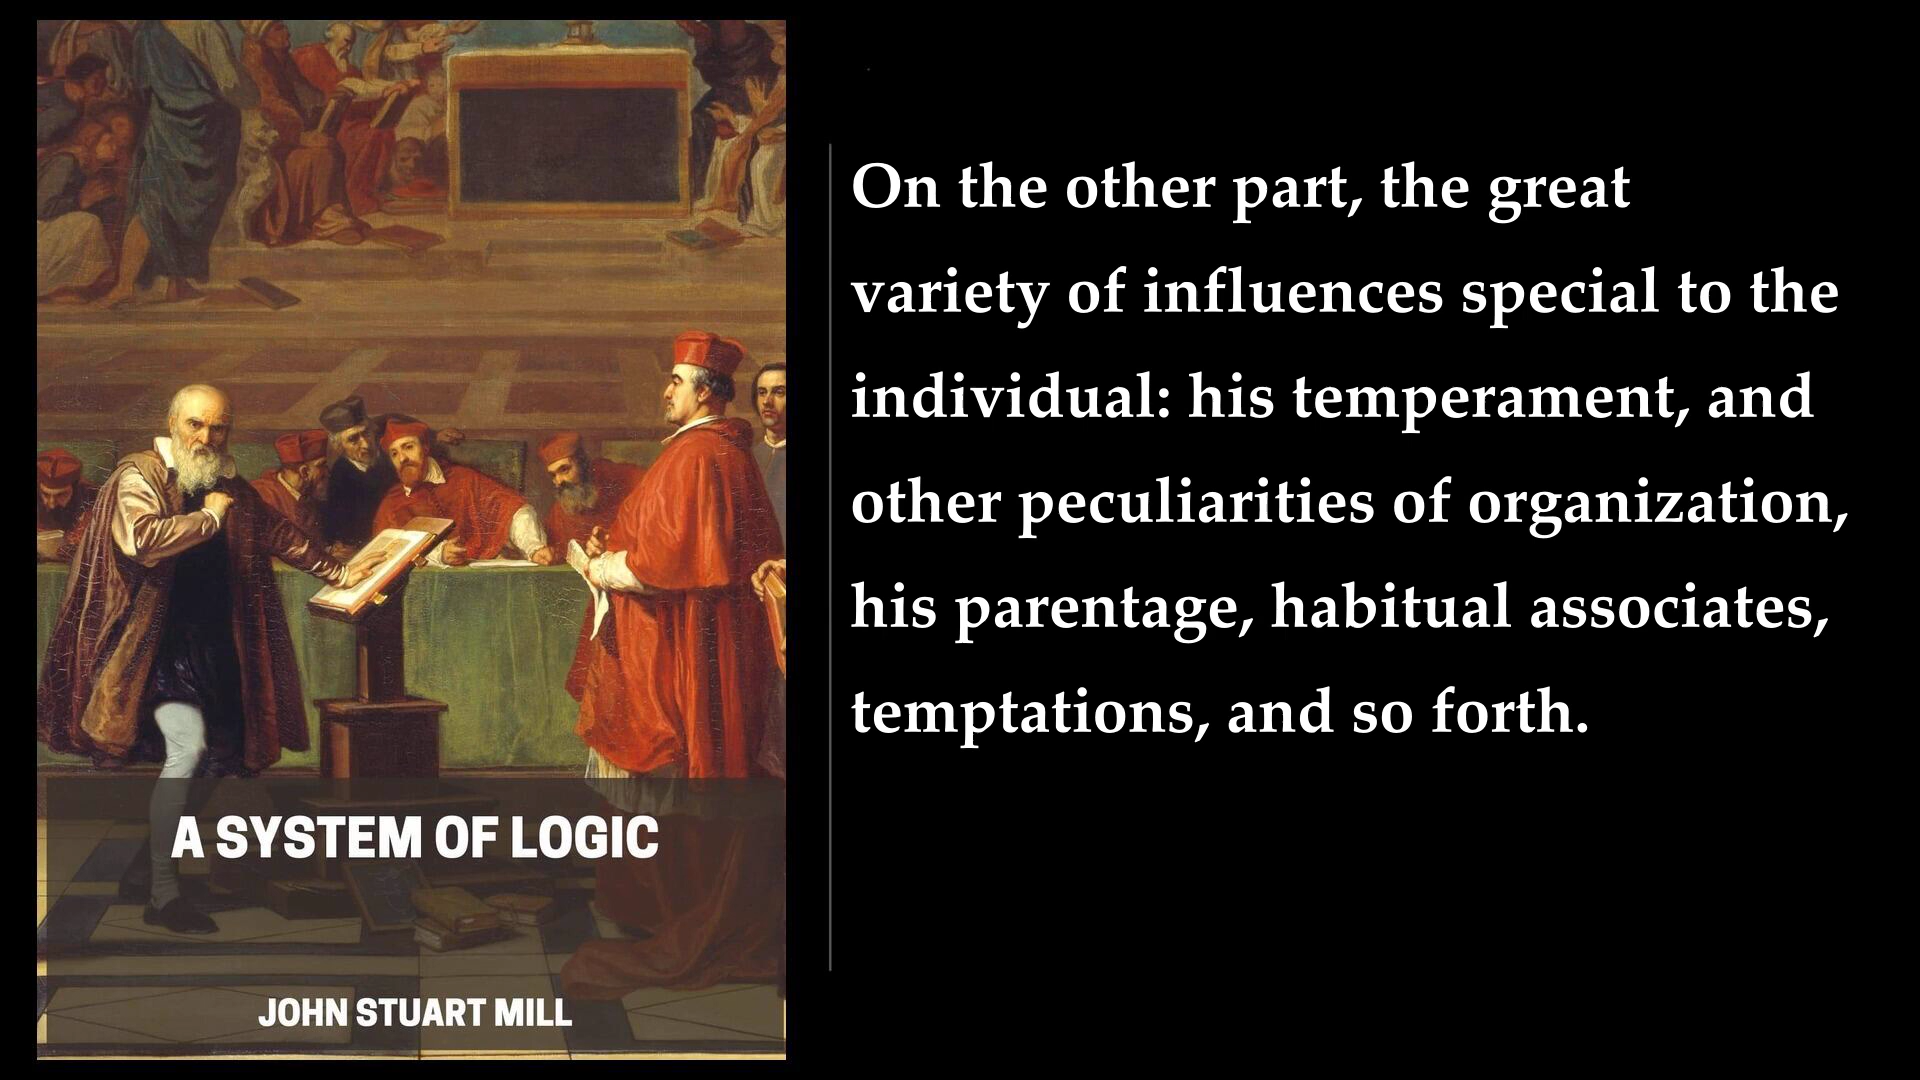 A SYSTEM OF LOGIC
JOHN STUART MILL
On the other part, the great
variety of influences special to the
individual: his temperament, and
other peculiarities of organization,
his parentage, habitual associates,
temptations, and so forth.